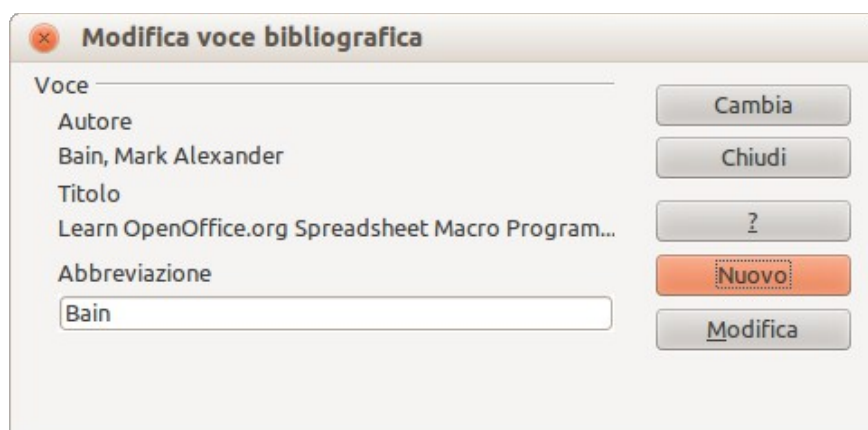 Modifica voce bibliografica
Voce
Autore
Bain, Mark Alexander
Titolo
Learn OpenOffice.org Spreadsheet Macro Program...
Abbreviazione
Bain
Cambia
Chiudi
?
Nuovo
Modifica